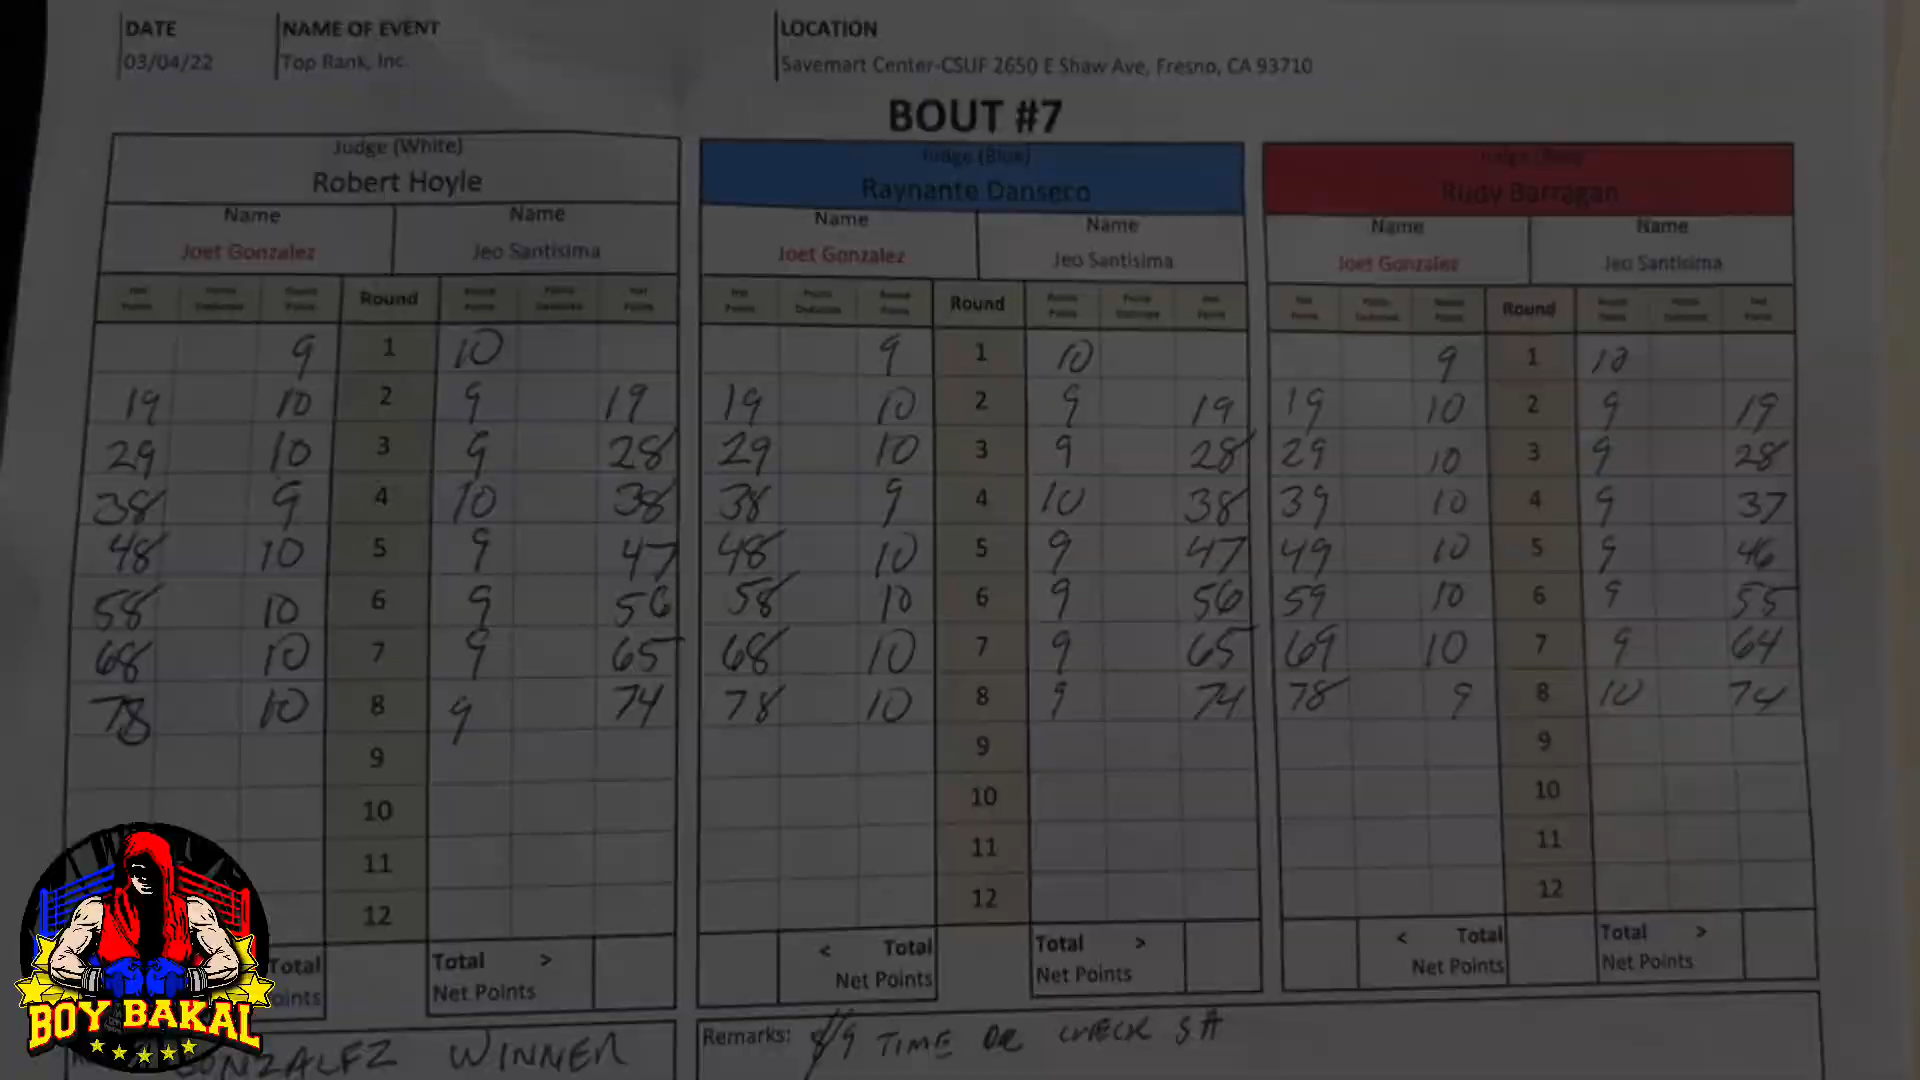 DATE NAME OF EVENT LOCATION
03/04/22 Top Rank, Inc. Savemart Center-CSUF 2650 E Shaw Ave, Fresno, CA 93710
BOUT #7
Judge (White) Judge (Blue)
Robert Hoyle Raynante Danseco Rudy Barragan
Name Name Name Name Name Name
Joet Gonzalez Jeo Santisima Joet Gonzalez Jeo Santisima Joet Gonzalez Jeo Santisima
Round Round Round
9 1 10 9 1 10 9 1 10
19 10 2 9 19 19 10 2 9 19 19 10 2 9 19
29 10 3 9 28 29 10 3 9 28 29 10 3 9 28
38 9 4 10 38 38 9 4 10 38 39 10 4 9 37
48 10 5 9 47 48 10 5 9 47 49 10 5 9 46
58 10 6 9 56 58 10 6 9 56 59 10 6 9 55
68 10 7 9 65 68 10 7 9 65 69 10 7 9 64
78 10 8 9 74 78 10 8 9 74 78 9 8 10 74
9 9 9
10 10 10
11 11 11
12 12 12
Total Total > < Total Total > < Total Total >
Net Points Net Points Net Points Net Points Net Points
GONZALEZ WINNER Remarks: 8/9 TIME OR CHECK
BOY BAKAL